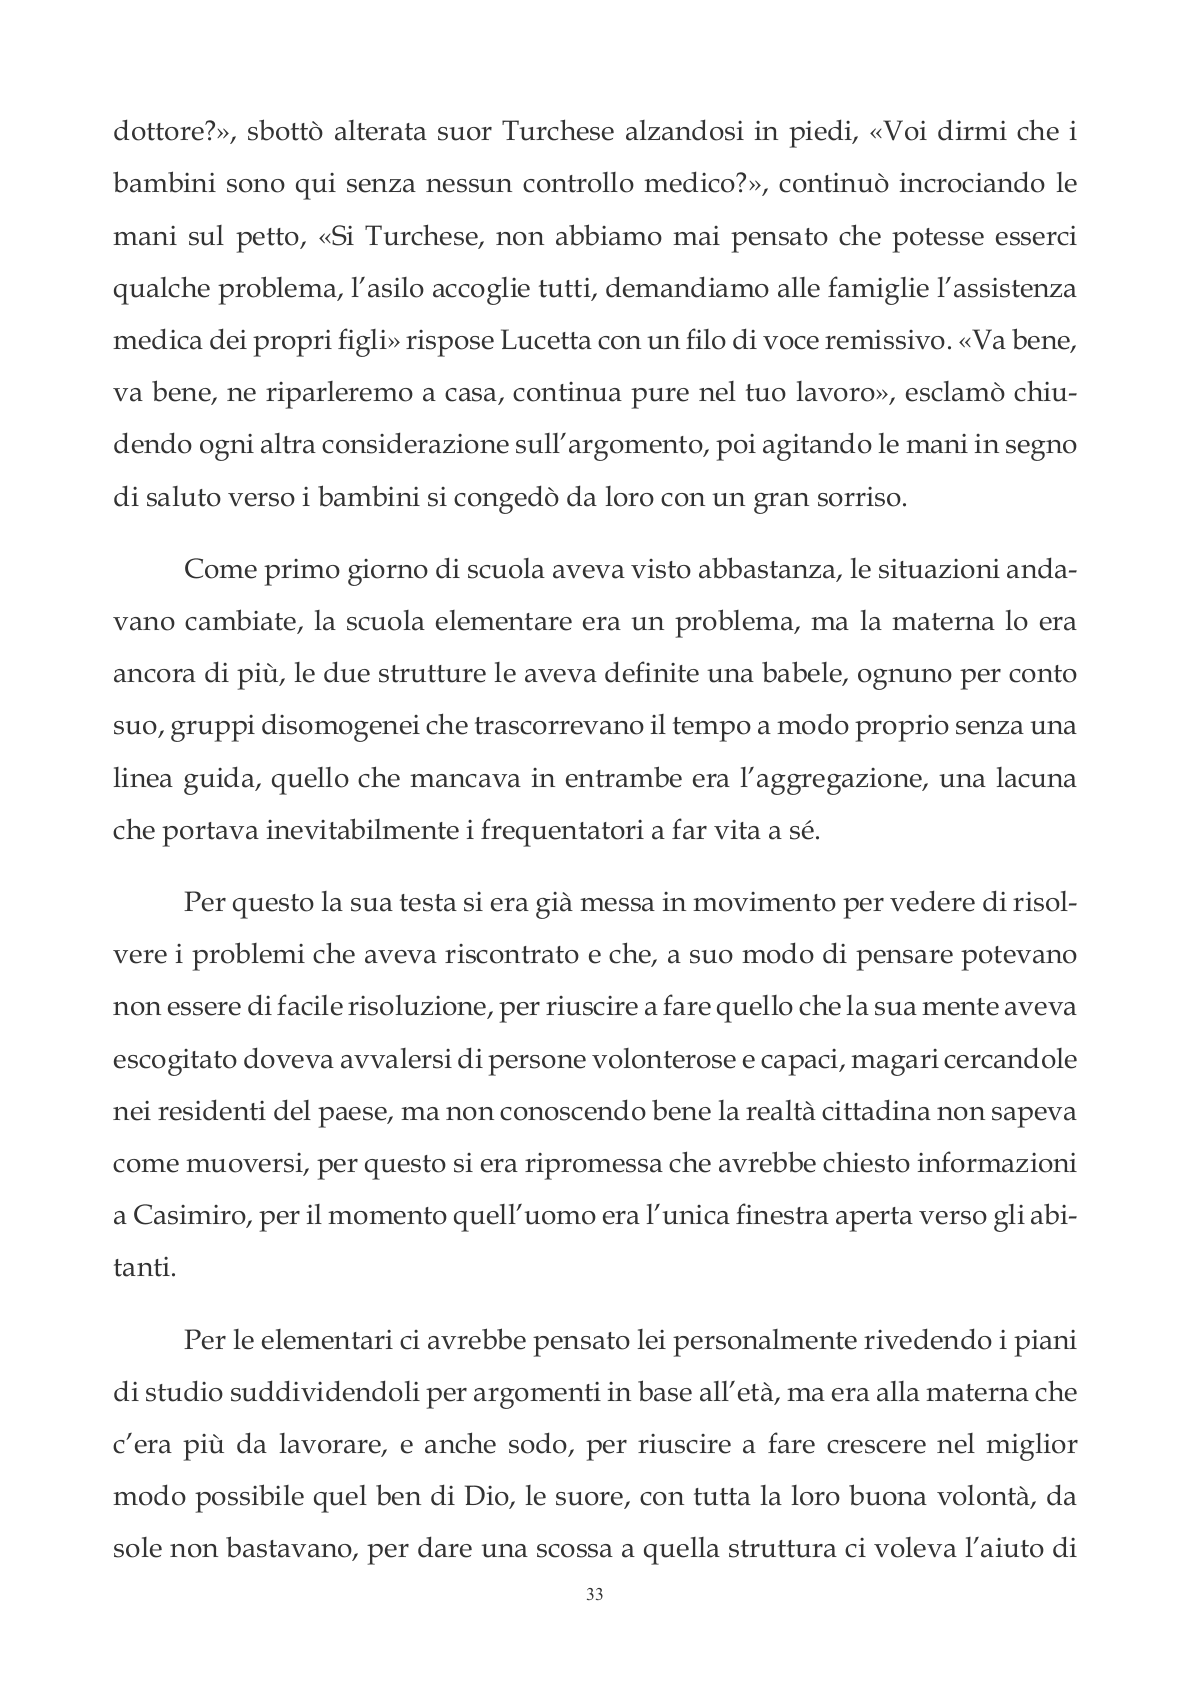 dottore?», sbottò alterata suor Turchese alzandosi in piedi, «Voi dirmi che i
bambini sono qui senza nessun controllo medico?», continuò incrociando le
mani sul petto, «Si Turchese, non abbiamo mai pensato che potesse esserci
qualche problema, l’asilo accoglie tutti, demandiamo alle famiglie l’assistenza
medica dei propri figli» rispose Lucetta con un filo di voce remissivo. «Va bene,
va bene, ne riparleremo a casa, continua pure nel tuo lavoro», esclamò chiu-
dendo ogni altra considerazione sull’argomento, poi agitando le mani in segno
di saluto verso i bambini si congedò da loro con un gran sorriso.
Come primo giorno di scuola aveva visto abbastanza, le situazioni anda-
vano cambiate, la scuola elementare era un problema, ma la materna lo era
ancora di più, le due strutture le aveva definite una babele, ognuno per conto
suo, gruppi disomogenei che trascorrevano il tempo a modo proprio senza una
linea guida, quello che mancava in entrambe era l’aggregazione, una lacuna
che portava inevitabilmente i frequentatori a far vita a sé.
Per questo la sua testa si era già messa in movimento per vedere di risol-
vere i problemi che aveva riscontrato e che, a suo modo di pensare potevano
non essere di facile risoluzione, per riuscire a fare quello che la sua mente aveva
escogitato doveva avvalersi di persone volonterose e capaci, magari cercandole
nei residenti del paese, ma non conoscendo bene la realtà cittadina non sapeva
come muoversi, per questo si era ripromessa che avrebbe chiesto informazioni
a Casimiro, per il momento quell’uomo era l’unica finestra aperta verso gli abi-
tanti.
Per le elementari ci avrebbe pensato lei personalmente rivedendo i piani
di studio suddividendoli per argomenti in base all’età, ma era alla materna che
c’era più da lavorare, e anche sodo, per riuscire a fare crescere nel miglior
modo possibile quel ben di Dio, le suore, con tutta la loro buona volontà, da
sole non bastavano, per dare una scossa a quella struttura ci voleva l’aiuto di
33